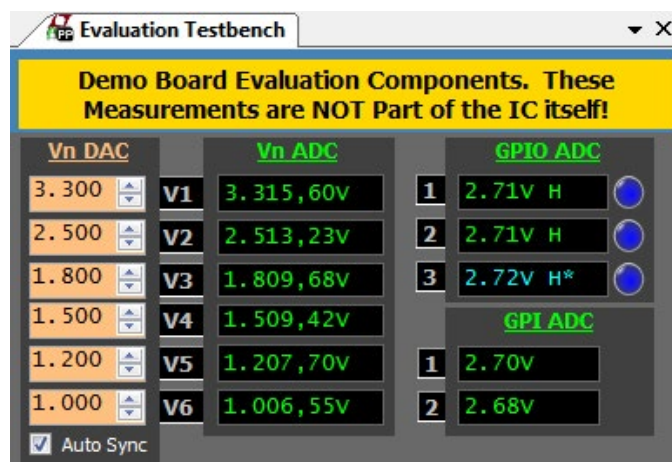 Evaluation Testbench
Demo Board Evaluation Components. These
Measurements are NOT Part of the IC itself!
Vn DAC Vn ADC GPIO ADC
3.300 V1 3.315,60V 1 2.71V H
2.500 V2 2.513,23V 2 2.71V H
1.800 V3 1.809,68V 3 2.72V H*
1.500 V4 1.509,42V GPI ADC
1.200 V5 1.207,70V 1 2.70V
1.000 V6 1.006,55V 2 2.68V
Auto Sync